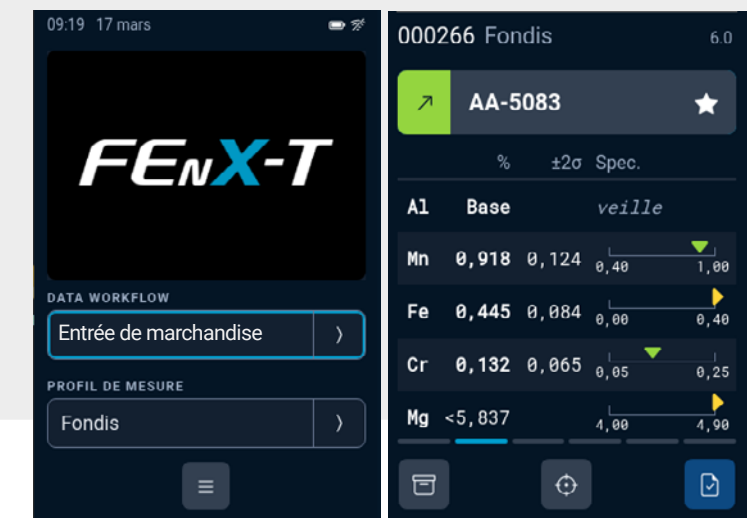 09:19 17 mars
FENX-T
DATA WORKFLOW
Entrée de marchandise
PROFIL DE MESURE
Fondis
000266 Fondis 6.0
AA-5083
% ±2σ Spec.
Al Base veille
Mn 0,918 0,124 0,40 1,00
Fe 0,445 0,084 0,00 0,40
Cr 0,132 0,065 0,05 0,25
Mg <5,837 4,00 4,90